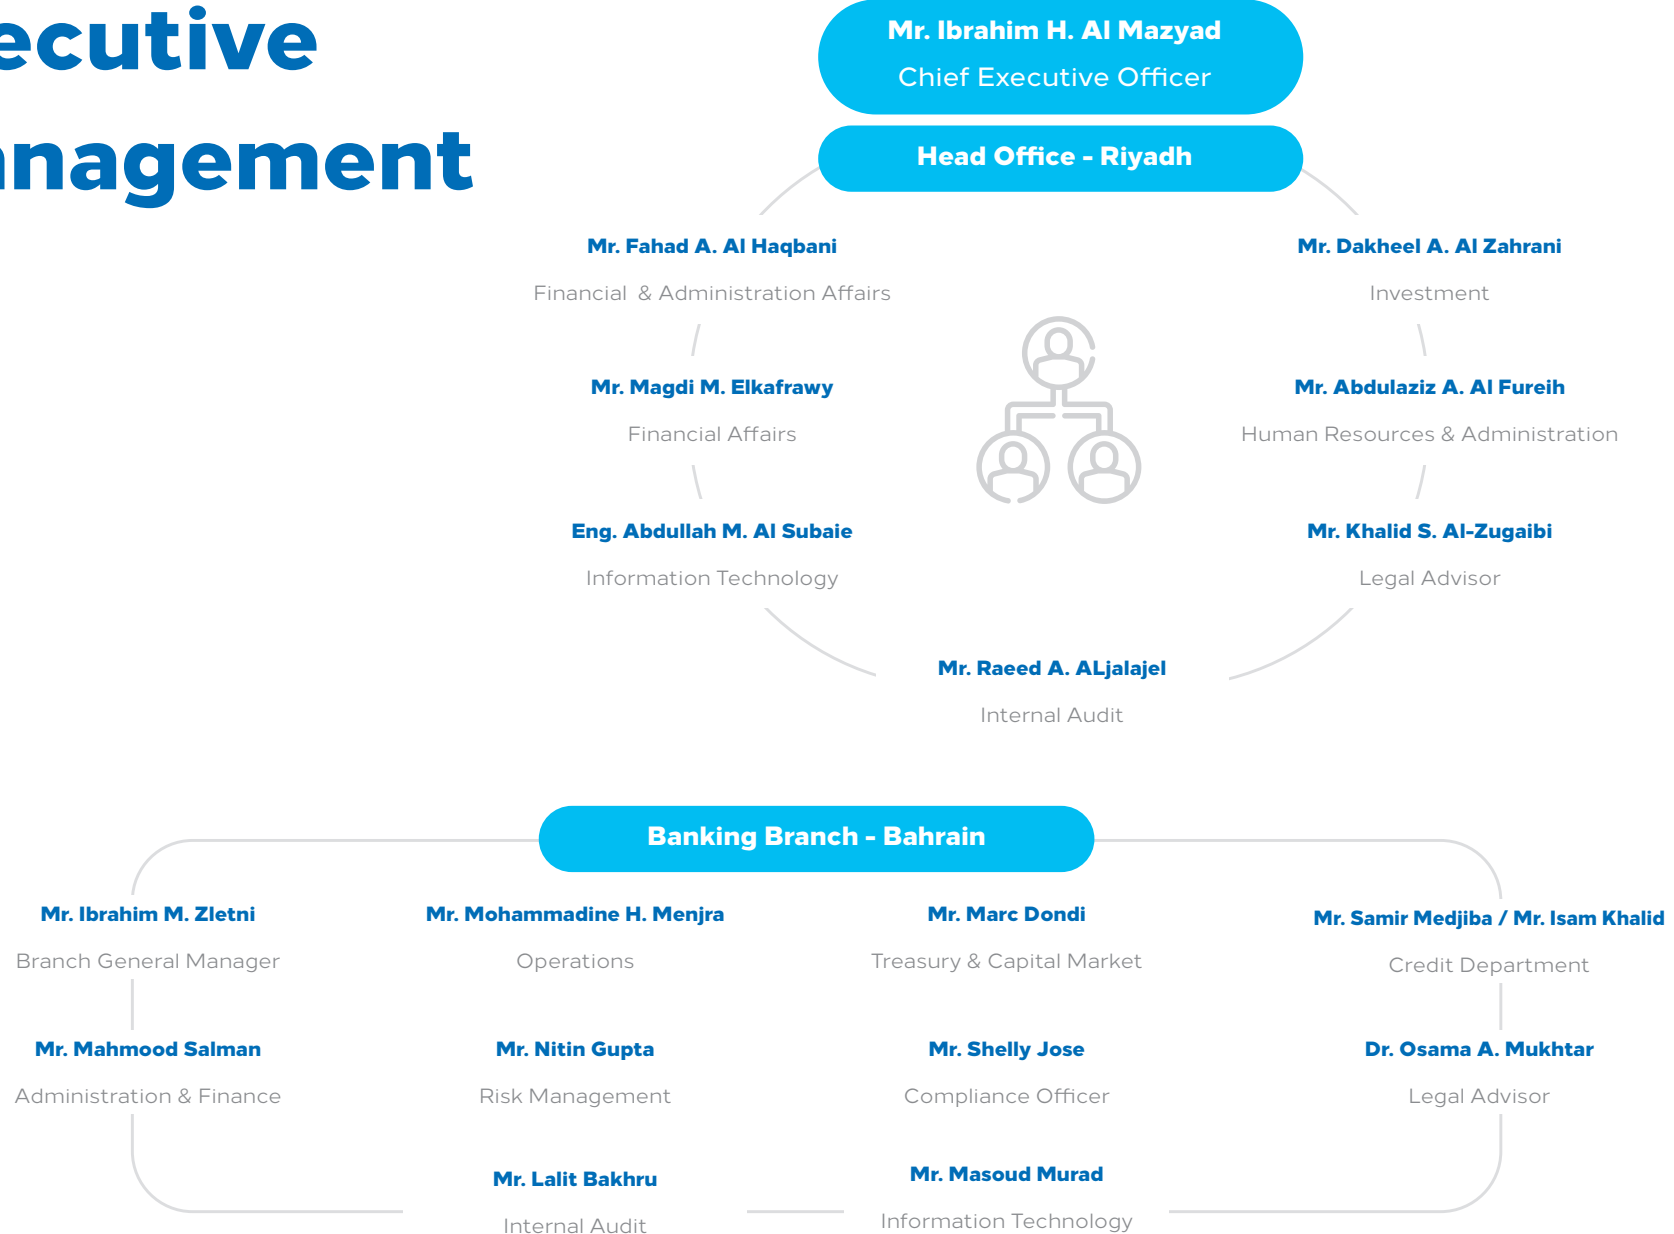 ecutive
anagement
Mr. Ibrahim H. Al Mazyad
Chief Executive Officer
Head Office - Riyadh
Mr. Fahad A. Al Haqbani
Financial & Administration Affairs
Mr. Dakheel A. Al Zahrani
Investment
Mr. Magdi M. Elkafrawy
Financial Affairs
Mr. Abdulaziz A. Al Fureih
Human Resources & Administration
Eng. Abdullah M. Al Subaie
Information Technology
Mr. Khalid S. Al-Zugaibi
Legal Advisor
Mr. Raeed A. ALjalajel
Internal Audit
Banking Branch - Bahrain
Mr. Ibrahim M. Zletni
Branch General Manager
Mr. Mohammadine H. Menjra
Operations
Mr. Marc Dondi
Treasury & Capital Market
Mr. Samir Medjiba / Mr. Isam Khalid
Credit Department
Mr. Mahmood Salman
Administration & Finance
Mr. Nitin Gupta
Risk Management
Mr. Shelly Jose
Compliance Officer
Dr. Osama A. Mukhtar
Legal Advisor
Mr. Lalit Bakhru
Internal Audit
Mr. Masoud Murad
Information Technology